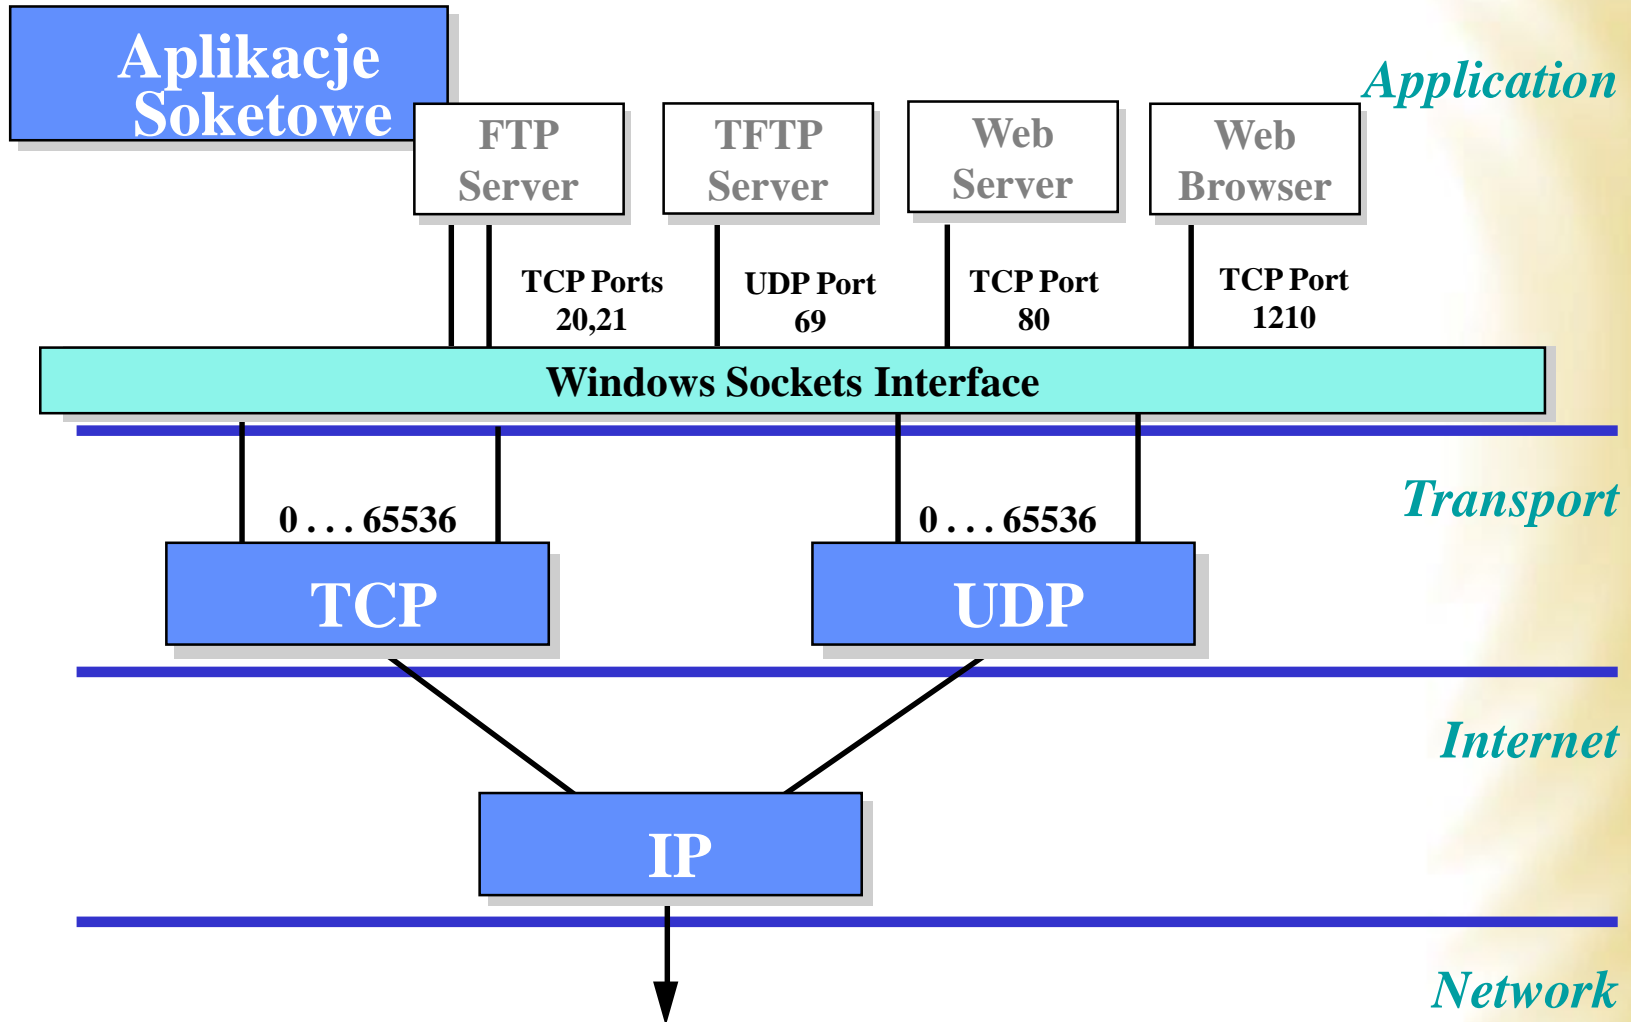 Aplikacje
Soketowe
Application
FTP
Server
TFTP
Server
Web
Server
Web
Browser
TCP Ports
20,21
UDP Port
69
TCP Port
80
TCP Port
1210
Windows Sockets Interface
Transport
0 . . . 65536
0 . . . 65536
TCP
UDP
Internet
IP
Network